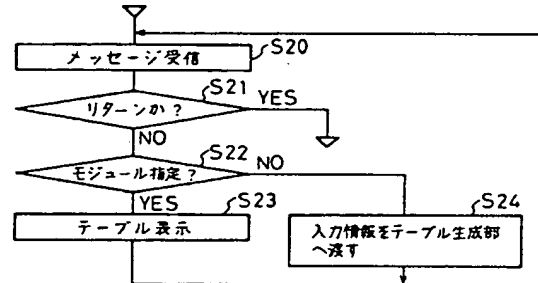 メッセージ受信
S20
リターンか?
S21
YES
NO
モジュール指定?
S22
NO
YES
テーブル表示
S23
入力情報をテーブル生成部
へ渡す
S24